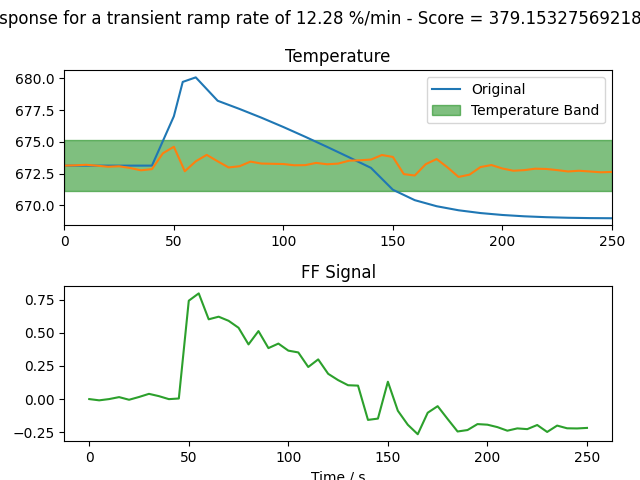 sponse for a transient ramp rate of 12.28 %/min - Score = 379.15327569218
Temperature
680.0
677.5
675.0
672.5
670.0
Original
Temperature Band
0 50 100 150 200 250
FF Signal
0.75
0.50
0.25
0.00
−0.25
0 50 100 150 200 250
Time / s